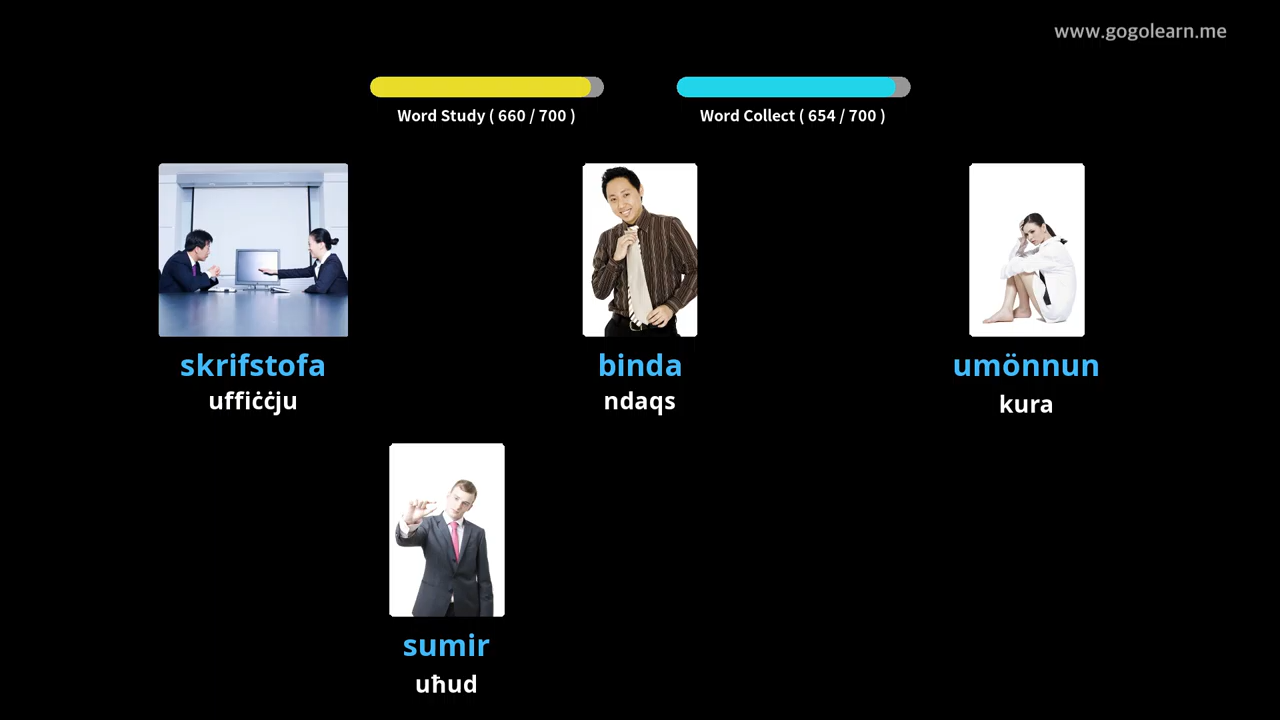 www.gogolearn.me
Word Study ( 660 / 700 )
Word Collect ( 654 / 700 )
skrifstofa
uffiċċju
binda
ndaqs
umönnun
kura
sumir
uħud